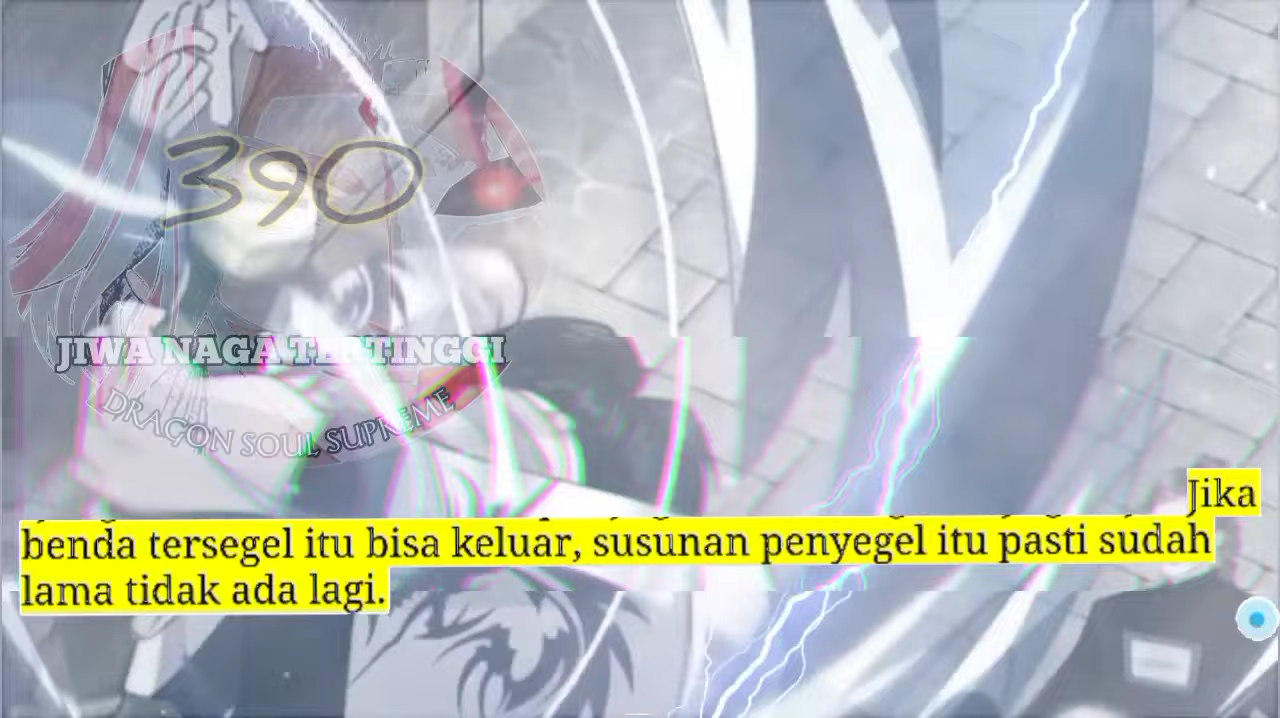 390
JIWA NAGA TERTINGGI
DRAGON SOUL SUPREME
Jika
benda tersegel itu bisa keluar, susunan penyegel itu pasti sudah
lama tidak ada lagi.